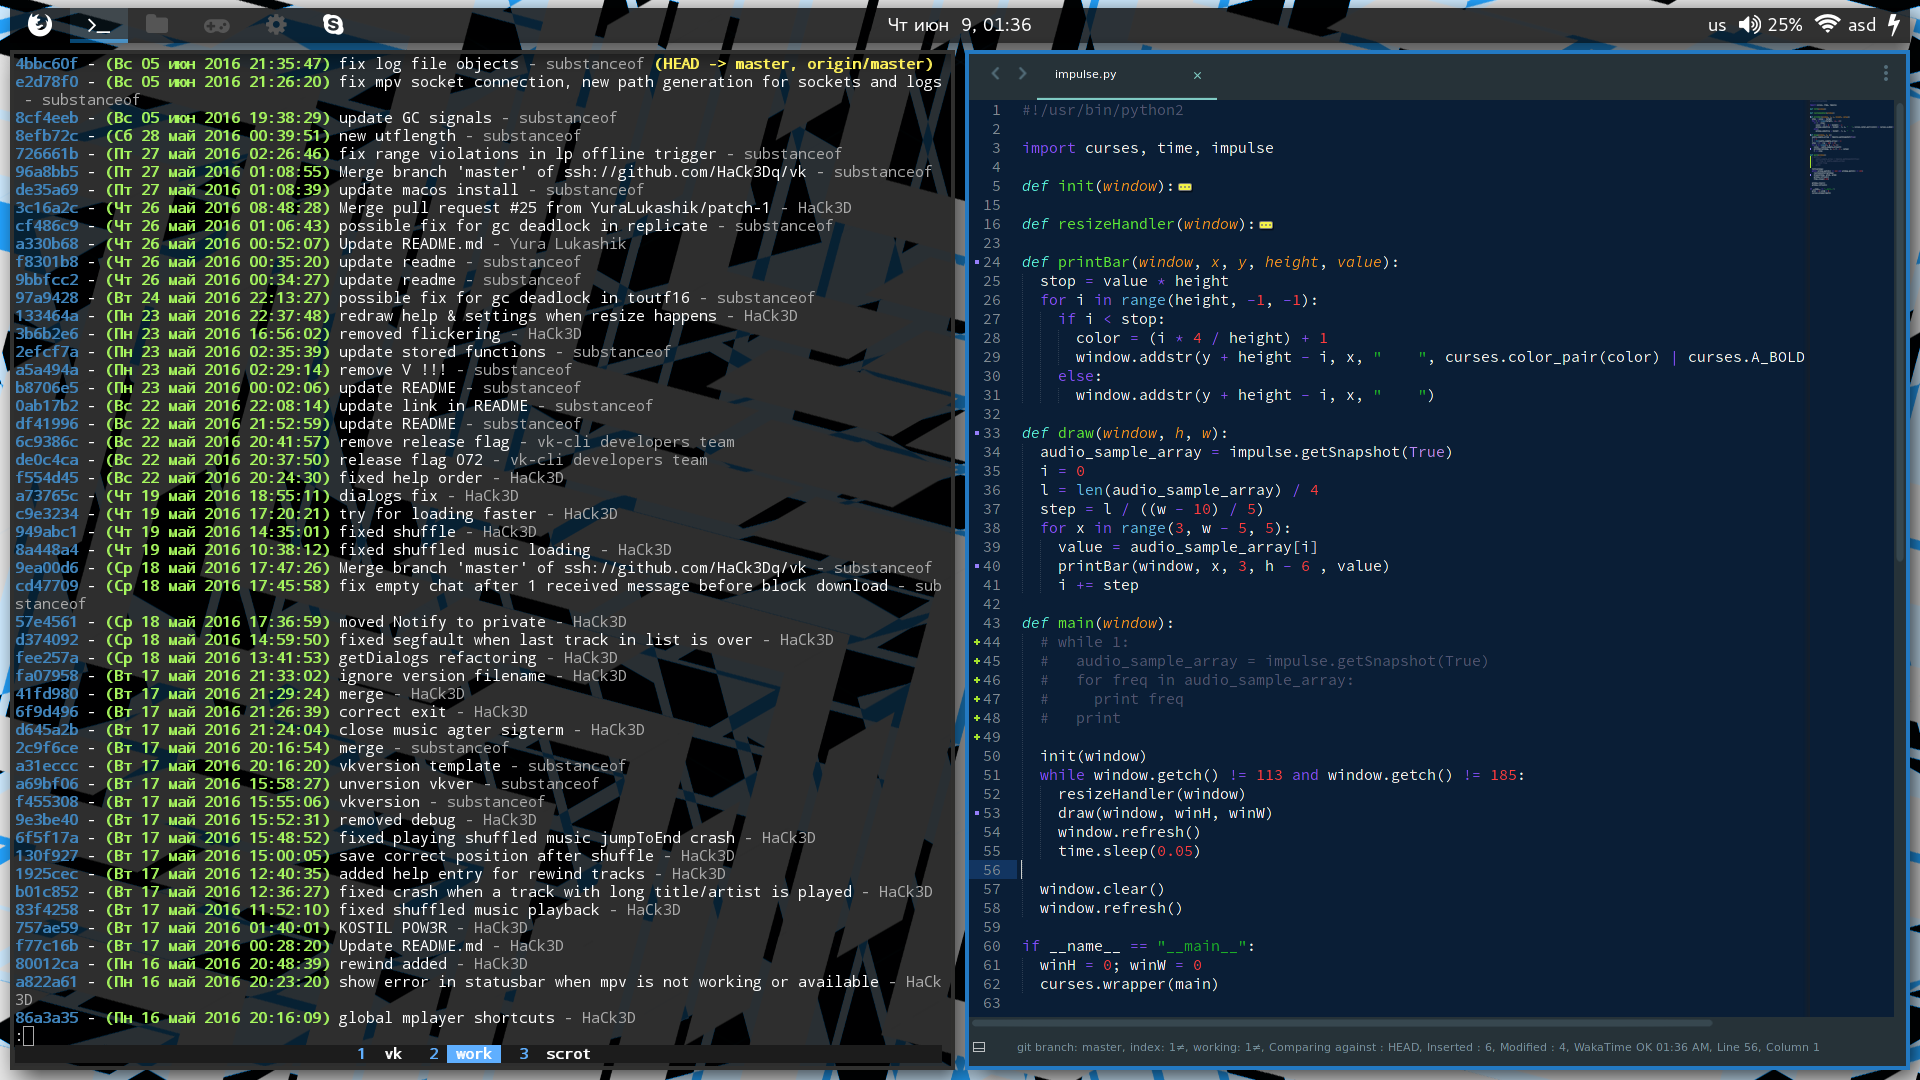 Чт июн  9, 01:36
us 25% asd
4bbc60f - (Вс 05 июн 2016 21:35:47) fix log file objects - substanceof (HEAD -> master, origin/master)
e2d78f0 - (Вс 05 июн 2016 21:26:20) fix mpv socket connection, new path generation for sockets and logs
 - substanceof
8cf4eeb - (Вс 05 июн 2016 19:38:29) update GC signals - substanceof
8efb72c - (Сб 28 май 2016 00:39:51) new utflength - substanceof
726661b - (Пт 27 май 2016 02:26:46) fix range violations in lp offline trigger - substanceof
96a8bb5 - (Пт 27 май 2016 01:08:55) Merge branch 'master' of ssh://github.com/HaCk3Dq/vk - substanceof
de35a69 - (Пт 27 май 2016 01:08:39) update macos install - substanceof
3c16a2c - (Чт 26 май 2016 08:48:28) Merge pull request #25 from YuraLukashik/patch-1 - HaCk3D
cf486c9 - (Чт 26 май 2016 01:06:43) possible fix for gc deadlock in replicate - substanceof
a330b68 - (Чт 26 май 2016 00:52:07) Update README.md - Yura Lukashik
f8301b8 - (Чт 26 май 2016 00:35:20) update readme - substanceof
9bbfcc2 - (Чт 26 май 2016 00:34:27) update readme - substanceof
97a9428 - (Вт 24 май 2016 22:13:27) possible fix for gc deadlock in toutf16 - substanceof
133464a - (Пн 23 май 2016 22:37:48) redraw help & settings when resize happens - HaCk3D
3b6b2e6 - (Пн 23 май 2016 16:56:02) removed flickering - HaCk3D
2efcf7a - (Пн 23 май 2016 02:35:39) update stored functions - substanceof
a5a494a - (Пн 23 май 2016 02:29:14) remove V !!! - substanceof
b8706e5 - (Пн 23 май 2016 00:02:06) update README - substanceof
0ab17b2 - (Вс 22 май 2016 22:08:14) update link in README - substanceof
df41996 - (Вс 22 май 2016 21:52:59) update README - substanceof
6c9386c - (Вс 22 май 2016 20:41:57) remove release flag - vk-cli developers team
de0c4ca - (Вс 22 май 2016 20:37:50) release flag 072 - vk-cli developers team
f554d45 - (Вс 22 май 2016 20:24:30) fixed help order - HaCk3D
a73765c - (Чт 19 май 2016 18:55:11) dialogs fix - HaCk3D
c9e3234 - (Чт 19 май 2016 17:20:21) try for loading faster - HaCk3D
949abc1 - (Чт 19 май 2016 14:35:01) fixed shuffle - HaCk3D
8a448a4 - (Чт 19 май 2016 10:38:12) fixed shuffled music loading - HaCk3D
9ea00d6 - (Ср 18 май 2016 17:47:26) Merge branch 'master' of ssh://github.com/HaCk3Dq/vk - substanceof
cd47709 - (Ср 18 май 2016 17:45:58) fix empty chat after 1 received message before block download - sub
stanceof
57e4561 - (Ср 18 май 2016 17:36:59) moved Notify to private - HaCk3D
d374092 - (Ср 18 май 2016 14:59:50) fixed segfault when last track in list is over - HaCk3D
fee257a - (Ср 18 май 2016 13:41:53) getDialogs refactoring - HaCk3D
fa07958 - (Вт 17 май 2016 21:33:02) ignore version filename - HaCk3D
41fd980 - (Вт 17 май 2016 21:29:24) merge - HaCk3D
6f9d496 - (Вт 17 май 2016 21:26:39) correct exit - HaCk3D
d645a2b - (Вт 17 май 2016 21:24:04) close music agter sigterm - HaCk3D
2c9f6ce - (Вт 17 май 2016 20:16:54) merge - substanceof
a31eccc - (Вт 17 май 2016 20:16:20) vkversion template - substanceof
a69bf06 - (Вт 17 май 2016 15:58:27) unversion vkver - substanceof
f455308 - (Вт 17 май 2016 15:55:06) vkversion - substanceof
9e3be40 - (Вт 17 май 2016 15:52:31) removed debug - HaCk3D
6f5f17a - (Вт 17 май 2016 15:48:52) fixed playing shuffled music jumpToEnd crash - HaCk3D
130f927 - (Вт 17 май 2016 15:00:05) save correct position after shuffle - HaCk3D
1925cec - (Вт 17 май 2016 12:40:35) added help entry for rewind tracks - HaCk3D
b01c852 - (Вт 17 май 2016 12:36:27) fixed crash when a track with long title/artist is played - HaCk3D
83f4258 - (Вт 17 май 2016 11:52:10) fixed shuffled music playback - HaCk3D
757ae59 - (Вт 17 май 2016 01:40:01) KOSTIL POW3R - HaCk3D
f77c16b - (Вт 17 май 2016 00:28:20) Update README.md - HaCk3D
80012ca - (Пн 16 май 2016 20:48:39) rewind added - HaCk3D
a822a61 - (Пн 16 май 2016 20:23:20) show error in statusbar when mpv is not working or available - HaCk
3D
86a3a35 - (Пн 16 май 2016 20:16:09) global mplayer shortcuts - HaCk3D
:
1 vk 2 work 3 scrot
impulse.py
1 #!/usr/bin/python2
2
3 import curses, time, impulse
4
5 def init(window):
15
16 def resizeHandler(window):
23
24 def printBar(window, x, y, height, value):
25   stop = value * height
26   for i in range(height, -1, -1):
27     if i < stop:
28       color = (i * 4 / height) + 1
29       window.addstr(y + height - i, x, "    ", curses.color_pair(color) | curses.A_BOLD
30     else:
31       window.addstr(y + height - i, x, "    ")
32
33 def draw(window, h, w):
34   audio_sample_array = impulse.getSnapshot(True)
35   i = 0
36   l = len(audio_sample_array) / 4
37   step = l / ((w - 10) / 5)
38   for x in range(3, w - 5, 5):
39     value = audio_sample_array[i]
40     printBar(window, x, 3, h - 6 , value)
41     i += step
42
43 def main(window):
44   # while 1:
45   #   audio_sample_array = impulse.getSnapshot(True)
46   #   for freq in audio_sample_array:
47   #     print freq
48   #   print
49
50   init(window)
51   while window.getch() != 113 and window.getch() != 185:
52     resizeHandler(window)
53     draw(window, winH, winW)
54     window.refresh()
55     time.sleep(0.05)
56
57   window.clear()
58   window.refresh()
59
60 if __name__ == "__main__":
61   winH = 0; winW = 0
62   curses.wrapper(main)
63
git branch: master, index: 1≠, working: 1≠, Comparing against : HEAD, Inserted : 6, Modified : 4, WakaTime OK 01:36 AM, Line 56, Column 1